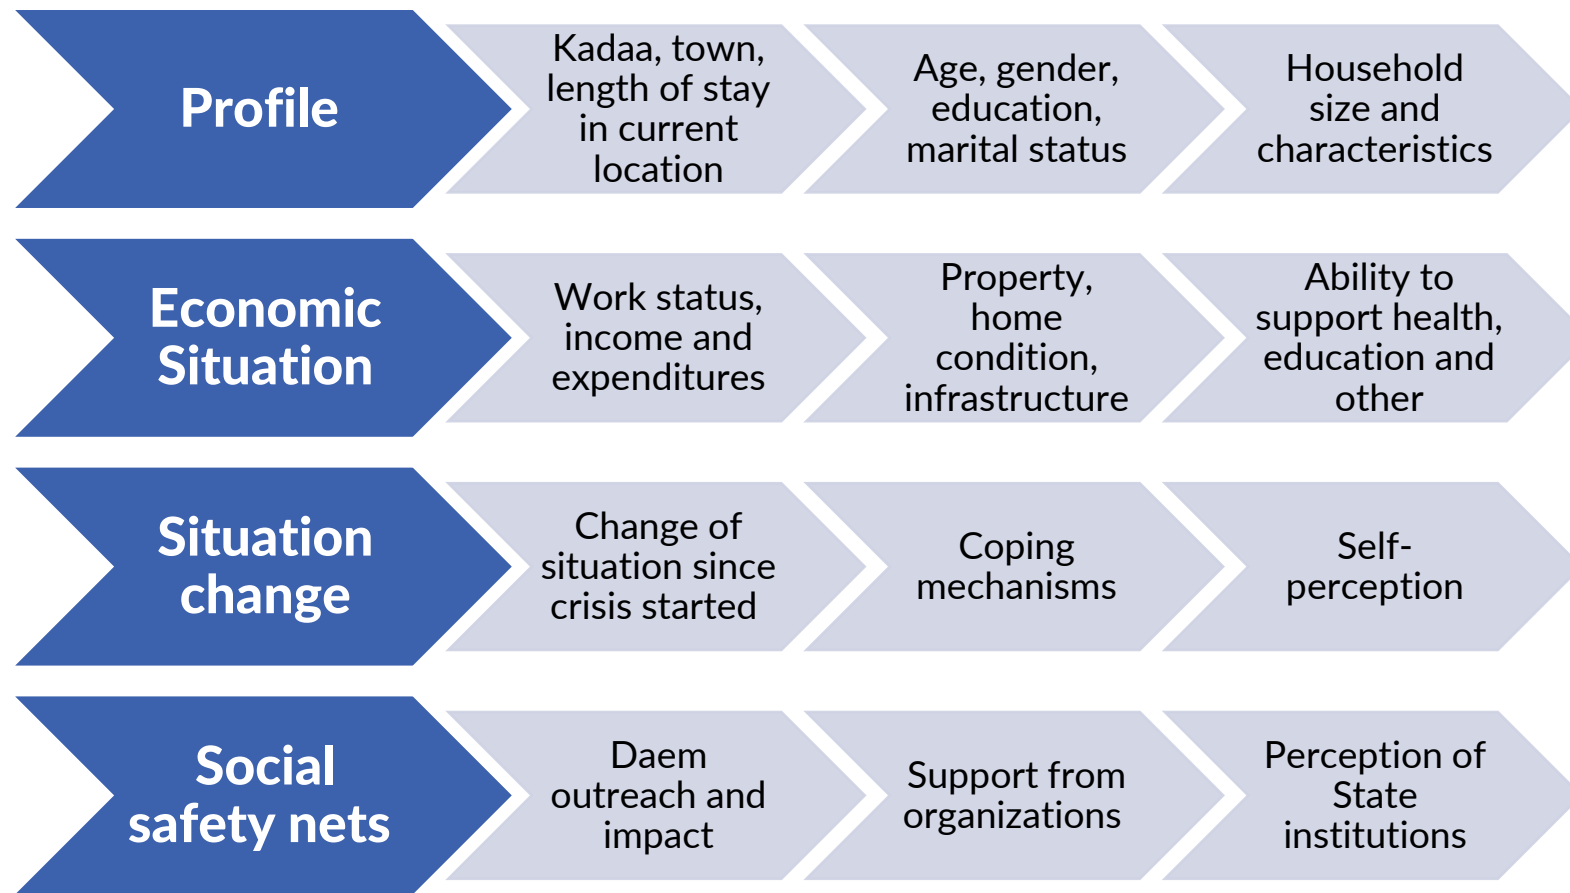 Profile
Kadaa, town,
length of stay
in current
location
Age, gender,
education,
marital status
Household
size and
characteristics
Economic
Situation
Work status,
income and
expenditures
Property,
home
condition,
infrastructure
Ability to
support health,
education and
other
Situation
change
Change of
situation since
crisis started
Coping
mechanisms
Self-
perception
Social
safety nets
Daem
outreach and
impact
Support from
organizations
Perception of
State
institutions